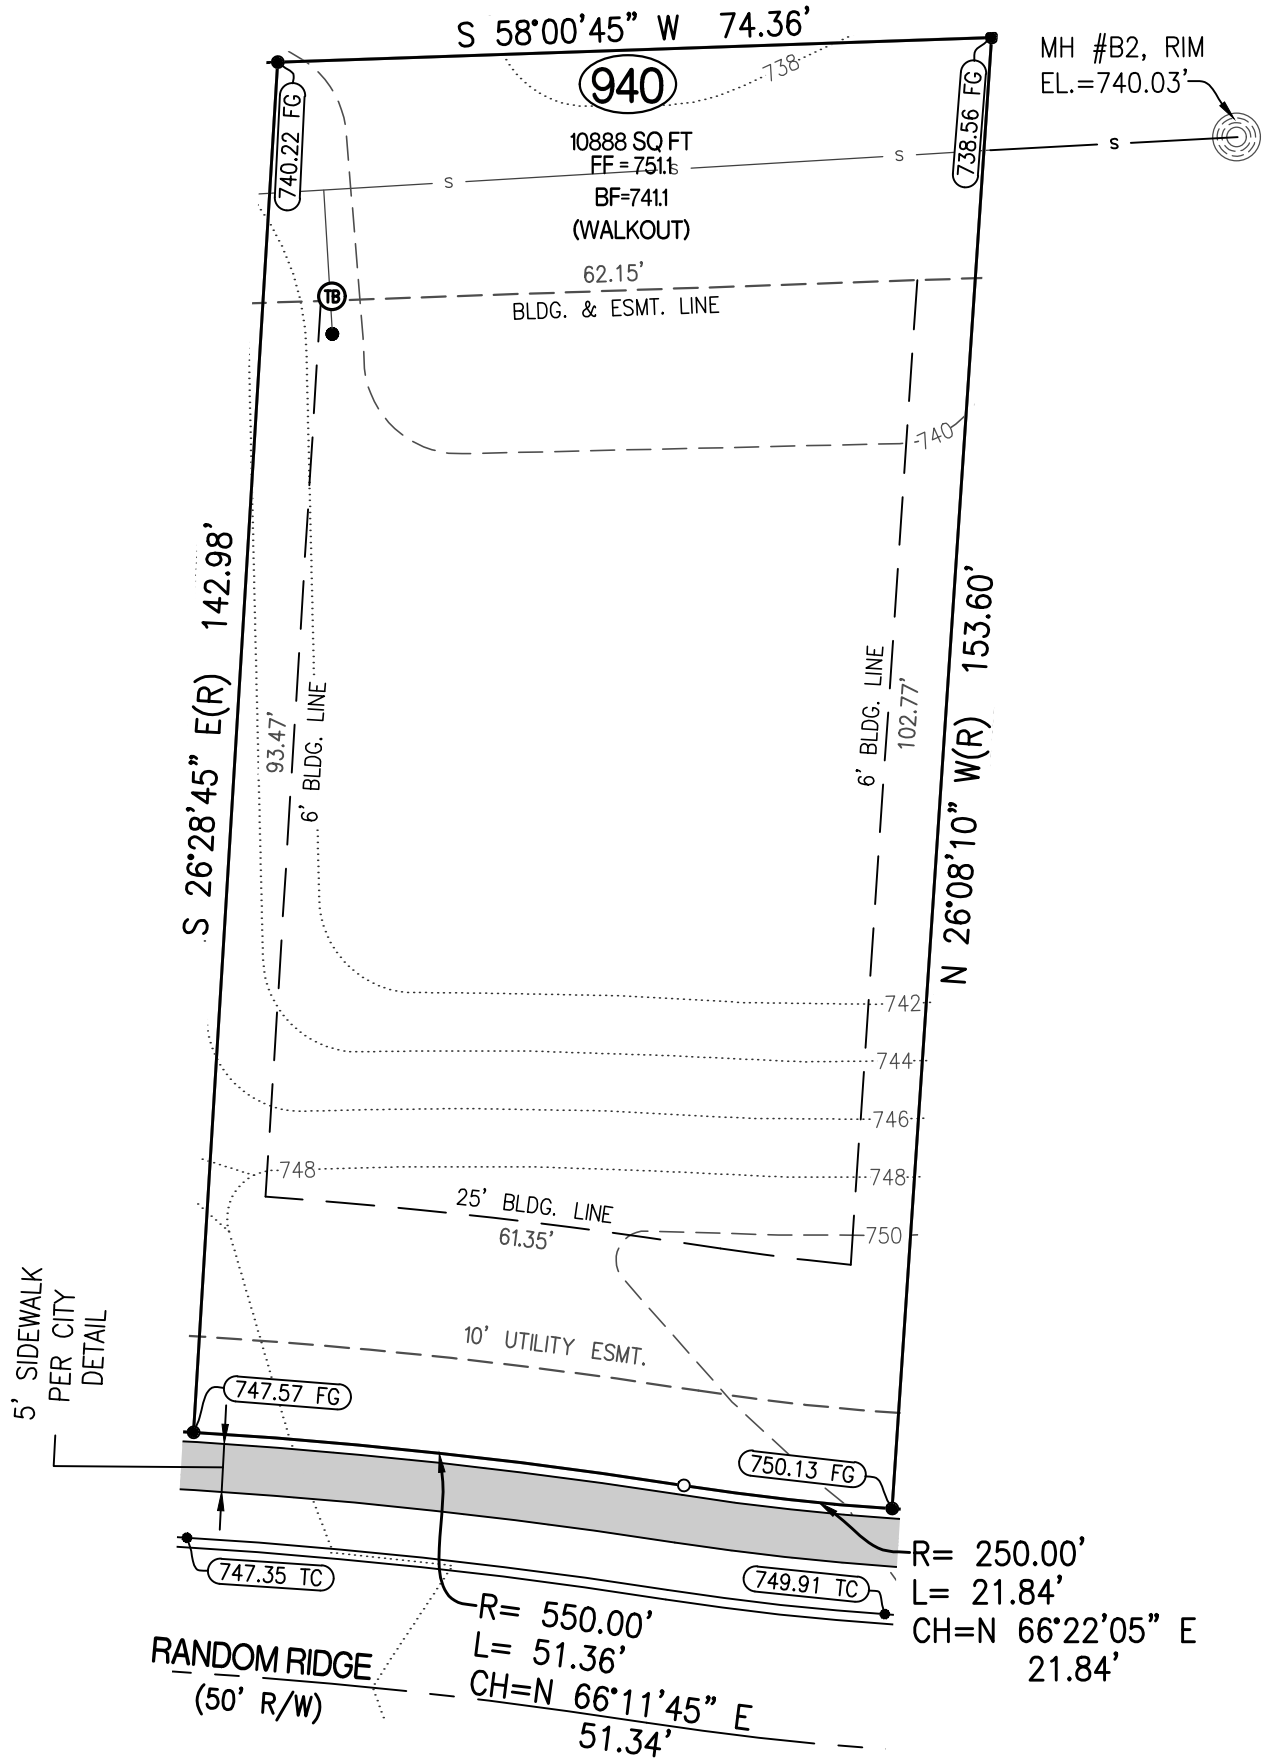 S 58°00'45" W 74.36'
MH #B2, RIM
EL.=740.03'
738
940
740.22 FG
738.56 FG
10888 SQ FT
FF = 751.1
BF=741.1
(WALKOUT)
S
S
S
S
62.15'
TB
BLDG. & ESMT. LINE
740
S 26°28'45" E(R) 142.98'
93.47'
6' BLDG. LINE
6' BLDG. LINE
102.77'
N 26°08'10" W(R) 153.60'
742
744
746
748
748
25' BLDG. LINE
61.35'
750
5' SIDEWALK
PER CITY
DETAIL
10' UTILITY ESMT.
747.57 FG
750.13 FG
747.35 TC
749.91 TC
R= 250.00'
L= 21.84'
CH=N 66°22'05" E
21.84'
R= 550.00'
L= 51.36'
CH=N 66°11'45" E
51.34'
RANDOM RIDGE
(50' R/W)